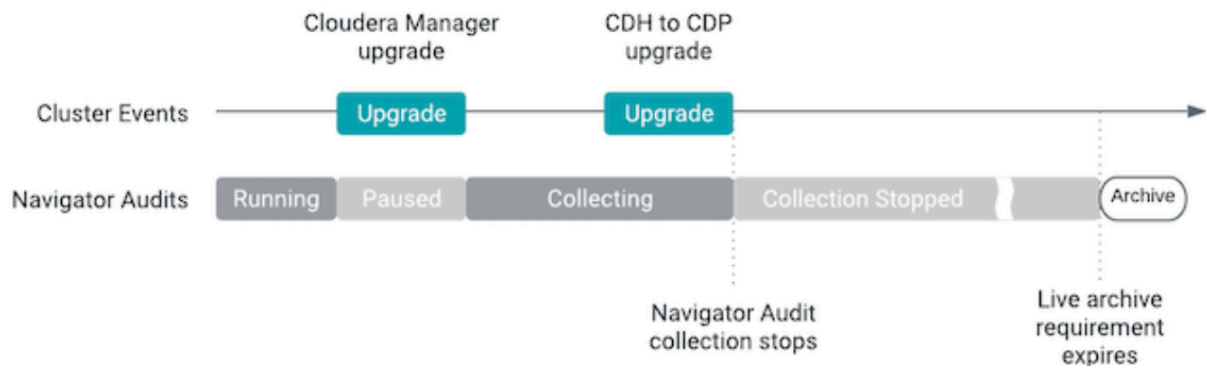 Cloudera Manager
upgrade
CDH to CDP
upgrade
Cluster Events
Upgrade
Upgrade
Navigator Audits
Running
Paused
Collecting
Collection Stopped
Archive
Navigator Audit
collection stops
Live archive
requirement
expires